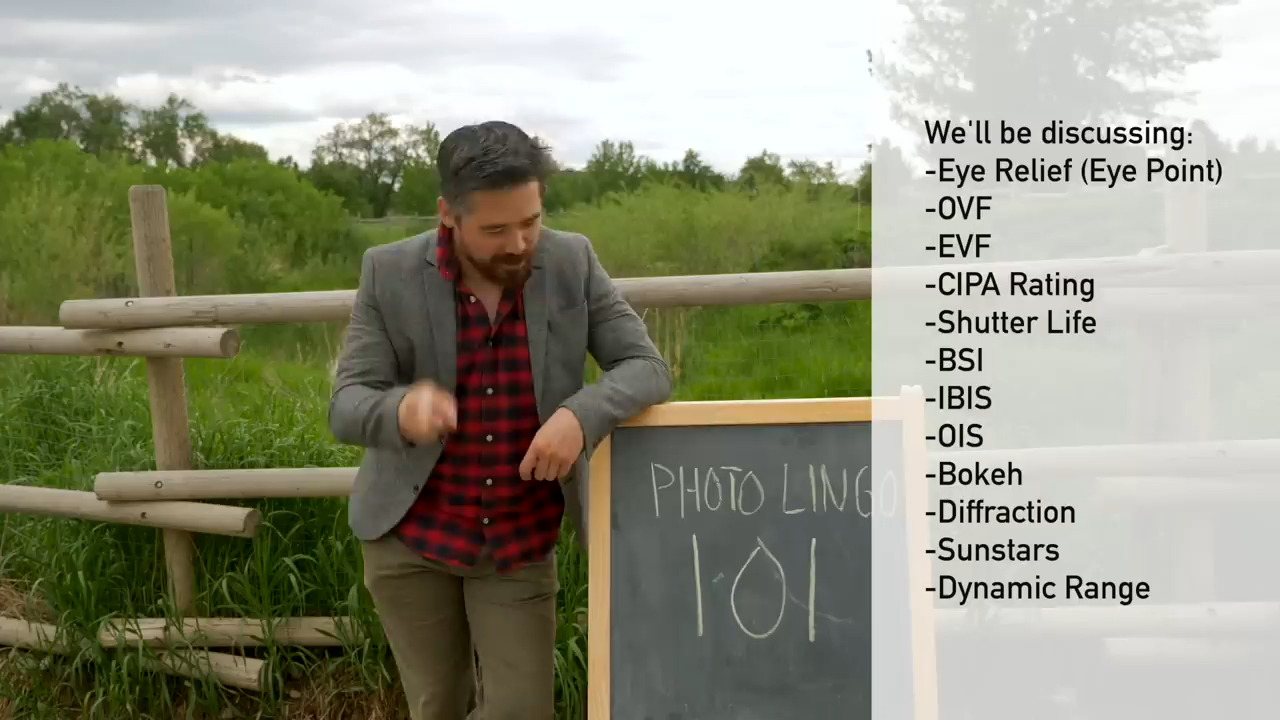 We'll be discussing:
-Eye Relief (Eye Point)
-OVF
-EVF
-CIPA Rating
-Shutter Life
-BSI
-IBIS
-OIS
-Bokeh
-Diffraction
-Sunstars
-Dynamic Range
PHOTO LINGO
101